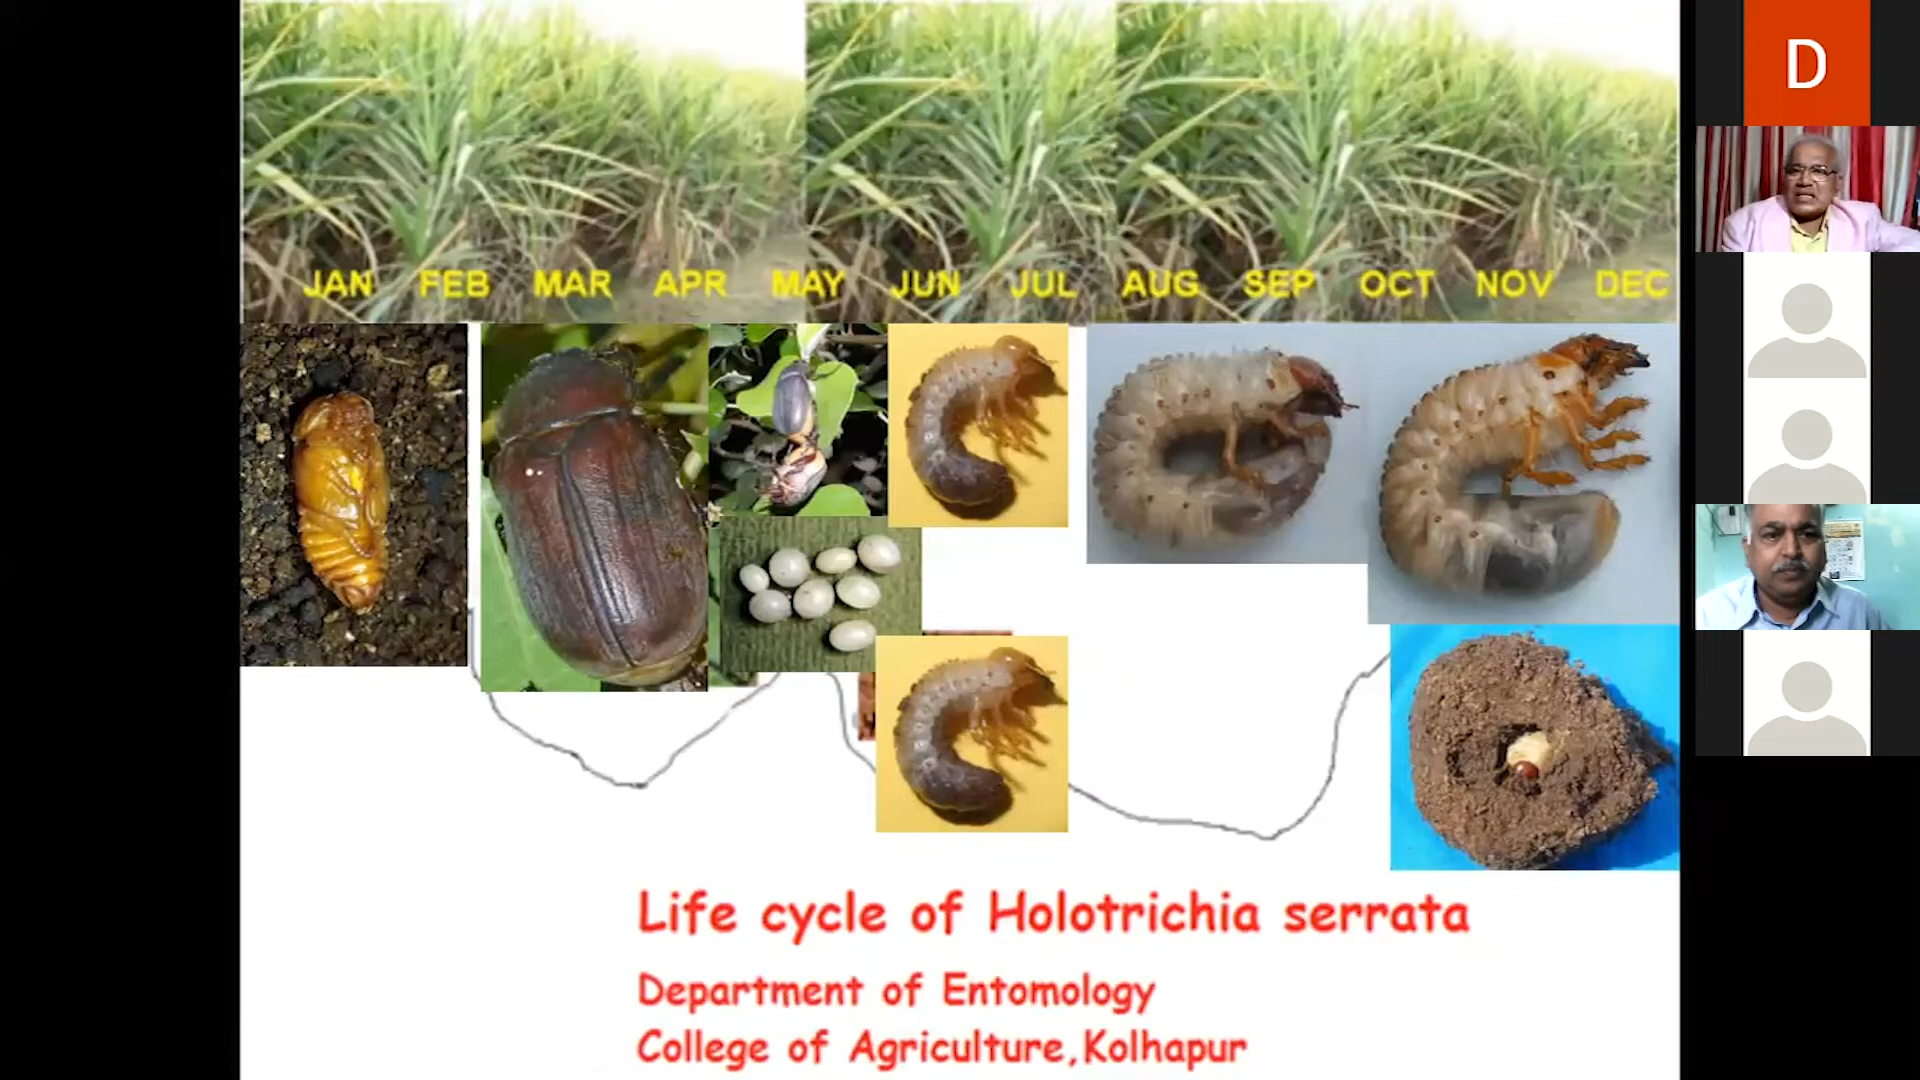 D
JAN FEB MAR APR MAY JUN JUL AUG SEP OCT NOV DEC
Life cycle of Holotrichia serrata
Department of Entomology
College of Agriculture,Kolhapur